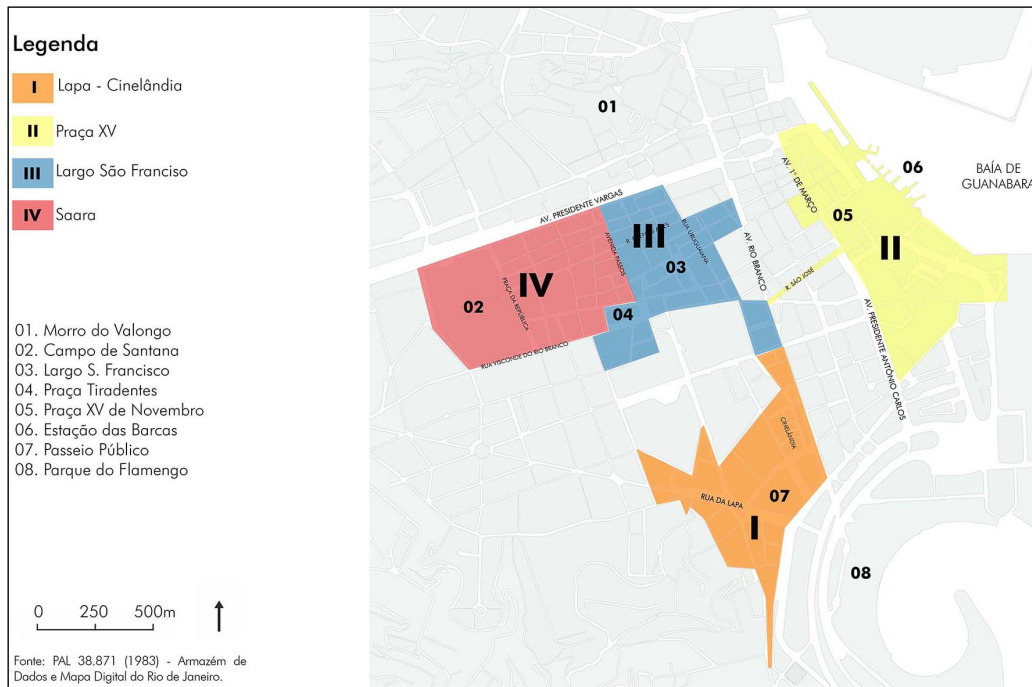 Legenda
I Lapa - Cinelândia
II Praça XV
III Largo São Franciso
IV Saara
01. Morro do Valongo
02. Campo de Santana
03. Largo S. Francisco
04. Praça Tiradentes
05. Praça XV de Novembro
06. Estação das Barcas
07. Passeio Público
08. Parque do Flamengo
0 250 500m
Fonte: PAL 38.871 (1983) - Armazém de
Dados e Mapa Digital do Rio de Janeiro.
01
06
BAÍA DE
GUANABARA
AV. 1º DE MARÇO
AV. PRESIDENTE VARGAS
05
II
III
RUA URUGUAIANA
AVENIDA PASSOS
AV. RIO BRANCO
03
R. SÃO JOSÉ
IV
PRAÇA DA REPÚBLICA
02
04
RUA VISCONDE DO RIO BRANCO
AV. PRESIDENTE ANTÔNIO CARLOS
CINELÂNDIA
07
RUA DA LAPA
I
08